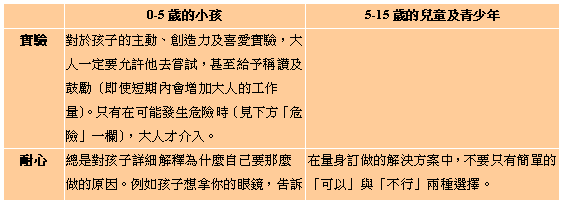 0-5 歲的小孩 5-15 歲的兒童及青少年
實驗 對於孩子的主動、創造力及喜愛實驗，大
人一定要允許他去嘗試，甚至給予稱讚及
鼓勵〔即使短期內會增加大人的工作
量〕。只有在可能發生危險時〔見下方「危
險」一欄〕，大人才介入。
耐心 總是對孩子詳細解釋為什麼自己要那麼 在量身訂做的解決方案中，不要只有簡單的
做的原因。例如孩子想拿你的眼鏡，告訴 「可以」與「不行」兩種選擇。